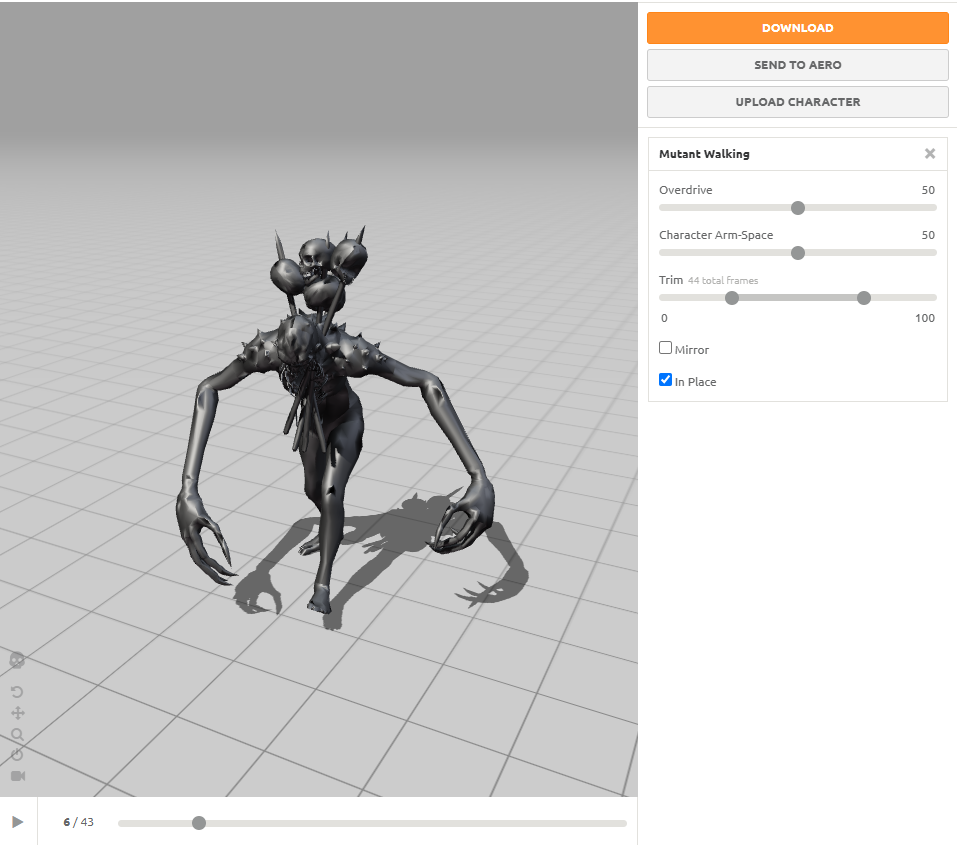 DOWNLOAD
SEND TO AERO
UPLOAD CHARACTER
Mutant Walking
Overdrive 50
Character Arm-Space 50
Trim 44 total frames
0 100
Mirror
In Place
6 / 43